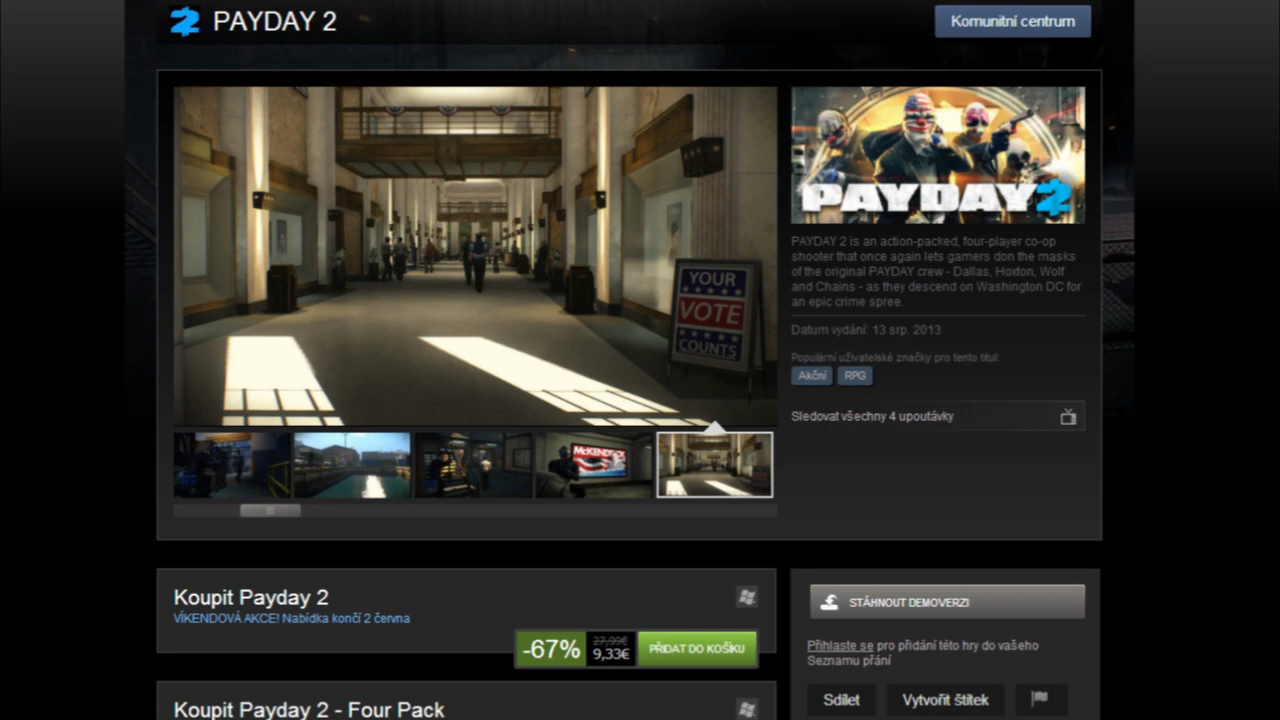 PAYDAY 2
Komunitní centrum
YOUR
VOTE
COUNTS
McKENDRICK
PAYDAY 2
PAYDAY 2 is an action-packed, four-player co-op
shooter that once again lets gamers don the masks
of the original PAYDAY crew - Dallas, Hoxton, Wolf
and Chains - as they descend on Washington DC for
an epic crime spree.
Datum vydání: 13 srp. 2013
Populární uživatelské značky pro tento titul:
Akční
RPG
Sledovat všechny 4 upoutávky
Koupit Payday 2
VÍKENDOVÁ AKCE! Nabídka končí 2 června
-67%
27,99€
9,33€
PŘIDAT DO KOŠÍKU
Koupit Payday 2 - Four Pack
STÁHNOUT DEMOVERZI
Přihlaste se pro přidání této hry do vašeho
Seznamu přání
Sdílet
Vytvořit štítek